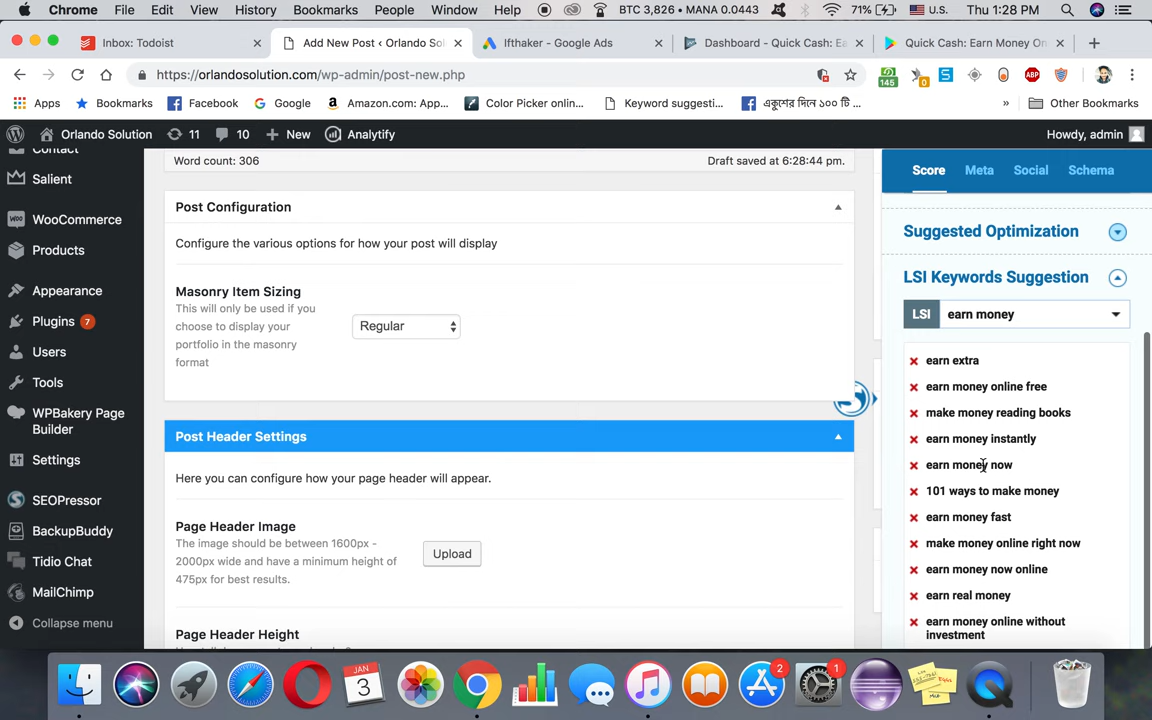 Chrome File Edit View History Bookmarks People Window Help BTC 3,826 • MANA 0.0443 71% U.S. Thu 1:28 PM
Inbox: Todoist × Add New Post ‹ Orlando Sol × Ifthaker - Google Ads × Dashboard - Quick Cash: Ea × Quick Cash: Earn Money On × +
https://orlandosolution.com/wp-admin/post-new.php 145 0 S ABP
Apps Bookmarks Facebook Google Amazon.com: App... Color Picker onlin... Keyword suggesti... একুশের দিনে ১০০ টি ... » Other Bookmarks
Orlando Solution 11 10 + New Analytify Howdy, admin
Contact
Salient
WooCommerce
Products
Appearance
Plugins 7
Users
Tools
WPBakery Page
Builder
Settings
SEOPressor
BackupBuddy
Tidio Chat
MailChimp
Collapse menu
Word count: 306 Draft saved at 6:28:44 pm.
Post Configuration
Configure the various options for how your post will display
Masonry Item Sizing
This will only be used if you
choose to display your
portfolio in the masonry
format
Regular
Post Header Settings
Here you can configure how your page header will appear.
Page Header Image
The image should be between 1600px -
2000px wide and have a minimum height of
475px for best results.
Upload
Page Header Height
Score Meta Social Schema
Suggested Optimization
LSI Keywords Suggestion
LSI earn money
earn extra
earn money online free
make money reading books
earn money instantly
earn money now
101 ways to make money
earn money fast
make money online right now
earn money now online
earn real money
earn money online without
investment
JAN
3
2
1